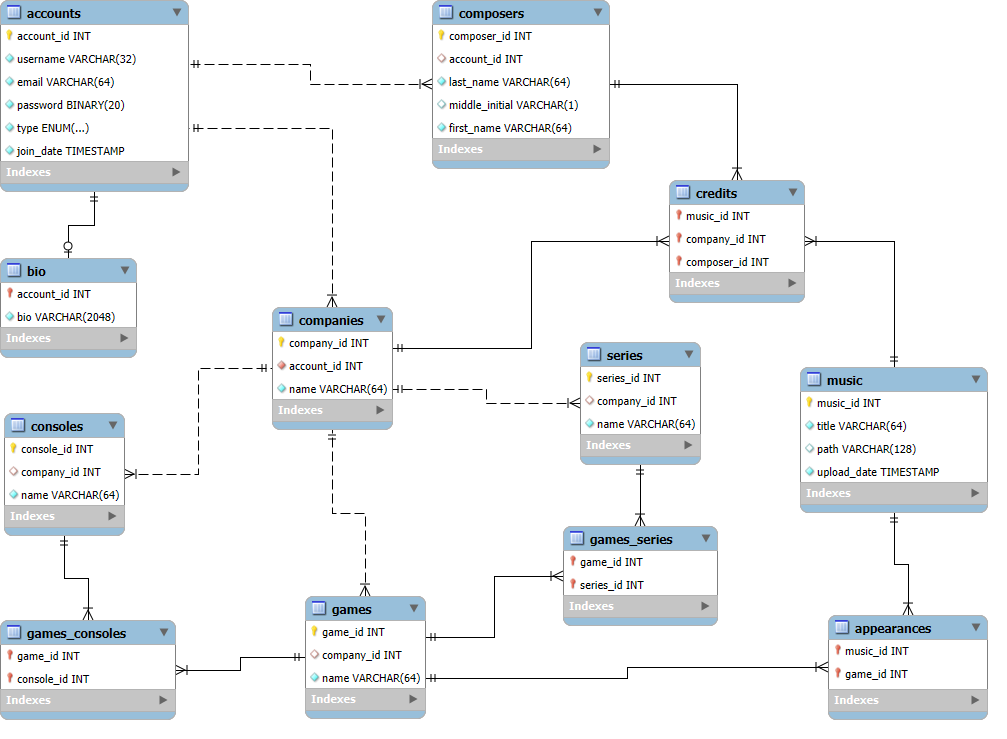 accounts
account_id INT
username VARCHAR(32)
email VARCHAR(64)
password BINARY(20)
type ENUM(...)
join_date TIMESTAMP
Indexes
composers
composer_id INT
account_id INT
last_name VARCHAR(64)
middle_initial VARCHAR(1)
first_name VARCHAR(64)
Indexes
credits
music_id INT
company_id INT
composer_id INT
Indexes
bio
account_id INT
bio VARCHAR(2048)
Indexes
companies
company_id INT
account_id INT
name VARCHAR(64)
Indexes
series
series_id INT
company_id INT
name VARCHAR(64)
Indexes
music
music_id INT
title VARCHAR(64)
path VARCHAR(128)
upload_date TIMESTAMP
Indexes
consoles
console_id INT
company_id INT
name VARCHAR(64)
Indexes
games_series
game_id INT
series_id INT
Indexes
games
game_id INT
company_id INT
name VARCHAR(64)
Indexes
games_consoles
game_id INT
console_id INT
Indexes
appearances
music_id INT
game_id INT
Indexes